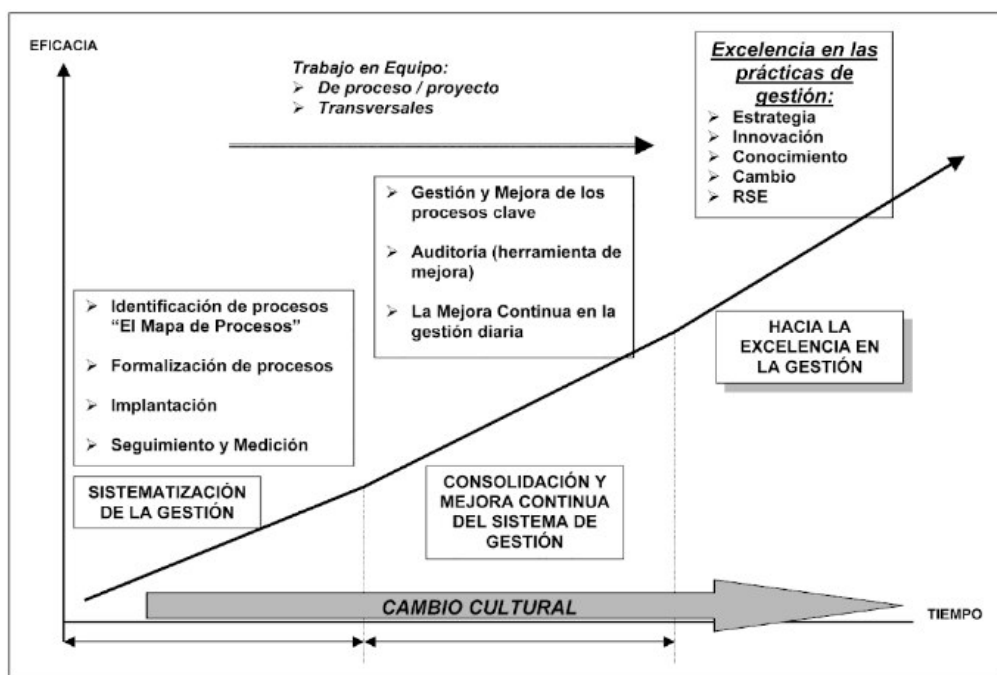 EFICACIA
Trabajo en Equipo:
➢ De proceso / proyecto
➢ Transversales
Excelencia en las
prácticas de
gestión:
➢ Estrategia
➢ Innovación
➢ Conocimiento
➢ Cambio
➢ RSE
➢ Gestión y Mejora de los
procesos clave
➢ Auditoría (herramienta de
mejora)
➢ La Mejora Continua en la
gestión diaria
➢ Identificación de procesos
“El Mapa de Procesos”
➢ Formalización de procesos
➢ Implantación
➢ Seguimiento y Medición
HACIA LA
EXCELENCIA EN
LA GESTIÓN
SISTEMATIZACIÓN
DE LA GESTIÓN
CONSOLIDACIÓN Y
MEJORA CONTINUA
DEL SISTEMA DE
GESTIÓN
CAMBIO CULTURAL
TIEMPO